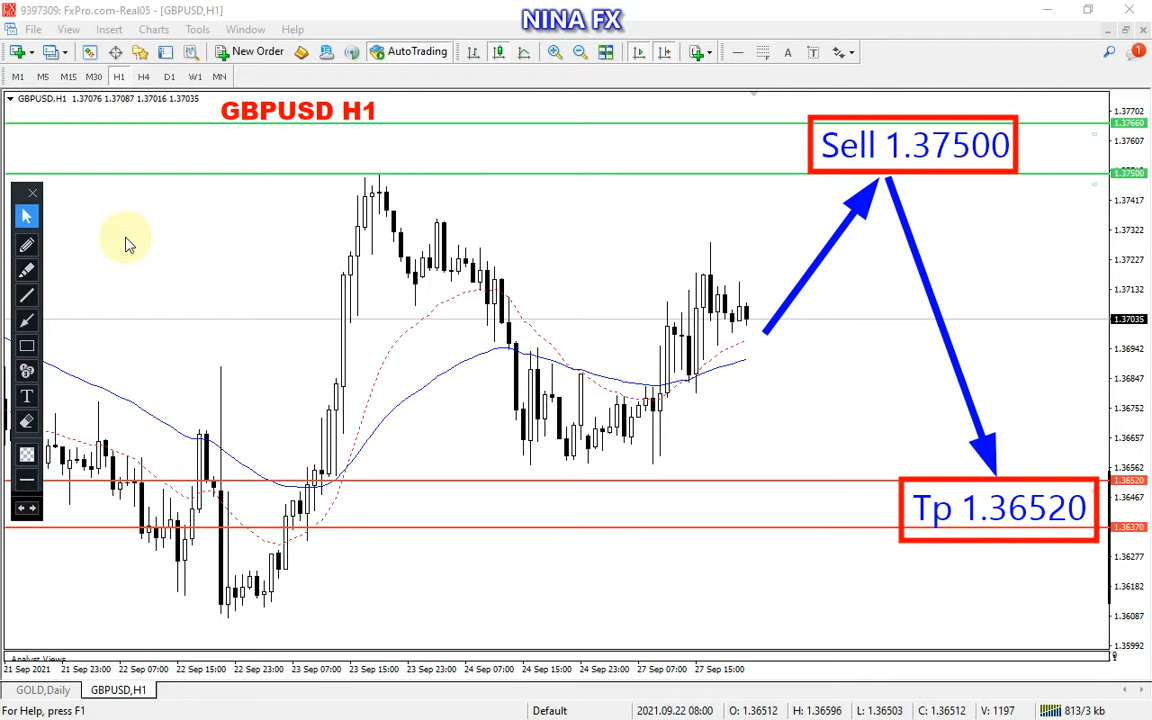 9397309: FxPro.com-Real05 - [GBPUSD,H1]
NINA FX
File View Insert Charts Tools Window Help
New Order AutoTrading A T 1
M1 M5 M15 M30 H1 H4 D1 W1 MN
GBPUSD,H1 1.37076 1.37087 1.37016 1.37035
GBPUSD H1
1.37702
1.37660
Sell 1.37500
1.37607
1.37500
1.37417
1.37322
1.37227
1.37132
1.37035
1.36942
1.36847
1.36752
1.36657
1.36562
1.36520
1.36467
Tp 1.36520
1.36370
1.36277
1.36182
1.36087
1.35992
T
Analyst Views
21 Sep 2021 21 Sep 23:00 22 Sep 07:00 22 Sep 15:00 22 Sep 23:00 23 Sep 07:00 23 Sep 15:00 23 Sep 23:00 24 Sep 07:00 24 Sep 15:00 24 Sep 23:00 27 Sep 07:00 27 Sep 15:00
GOLD,Daily GBPUSD,H1
For Help, press F1 Default 2021.09.22 08:00 O: 1.36512 H: 1.36596 L: 1.36503 C: 1.36512 V: 1197 813/3 kb